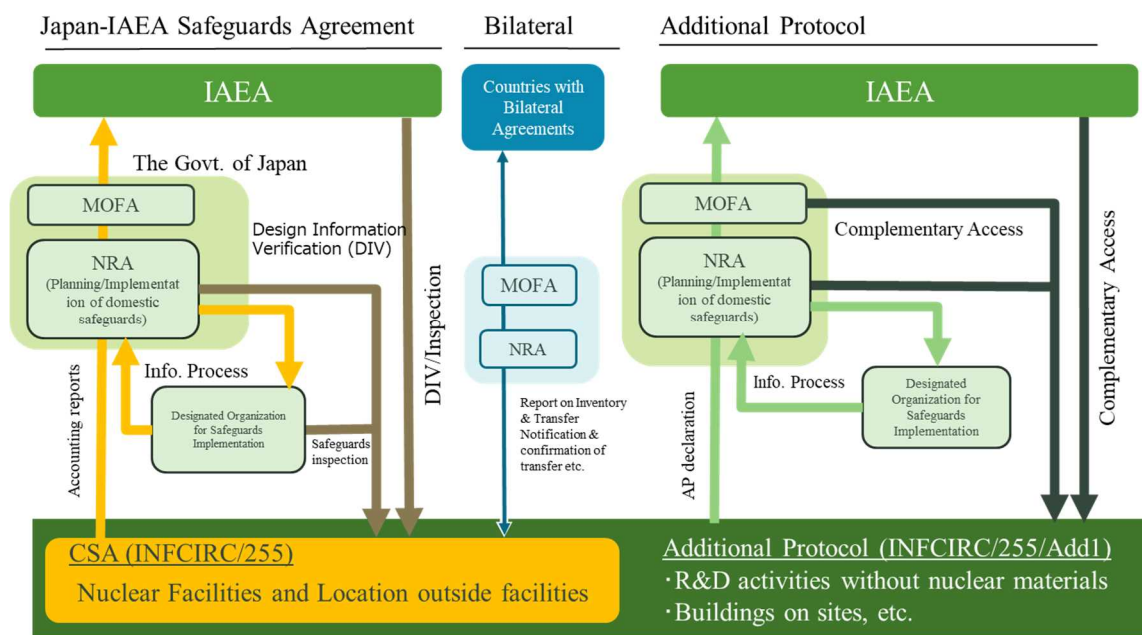 Japan-IAEA Safeguards Agreement
IAEA
The Govt. of Japan
MOFA
Design Information
Verification (DIV)
NRA
(Planning/Implementat
ion of domestic
safeguards)
DIV/Inspection
Info. Process
Designated Organization
for Safeguards
Implementation
Safeguards
inspection
Accounting reports
CSA (INFCIRC/255)
Nuclear Facilities and Location outside facilities
Bilateral
Countries with
Bilateral
Agreements
MOFA
NRA
Report on Inventory
& Transfer
Notification &
confirmation of
transfer etc.
Additional Protocol
IAEA
MOFA
Complementary Access
NRA
(Planning/Implementat
ion of domestic
safeguards)
Complementary Access
Info. Process
Designated
Organization for
Safeguards
Implementation
AP declaration
Additional Protocol (INFCIRC/255/Add1)
·R&D activities without nuclear materials
·Buildings on sites, etc.